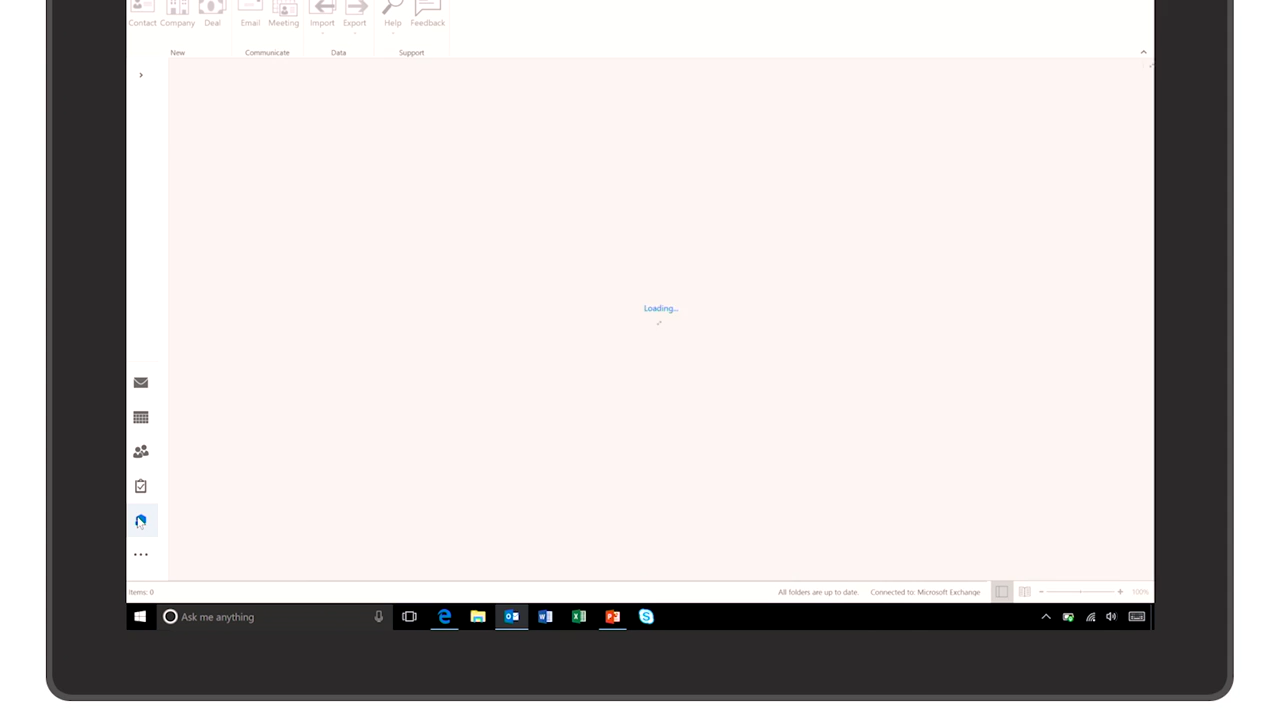 Contact Company Deal Email Meeting Import Export Help Feedback
New Communicate Data Support
Loading...
Items: 0 All folders are up to date. Connected to: Microsoft Exchange 100%
Ask me anything